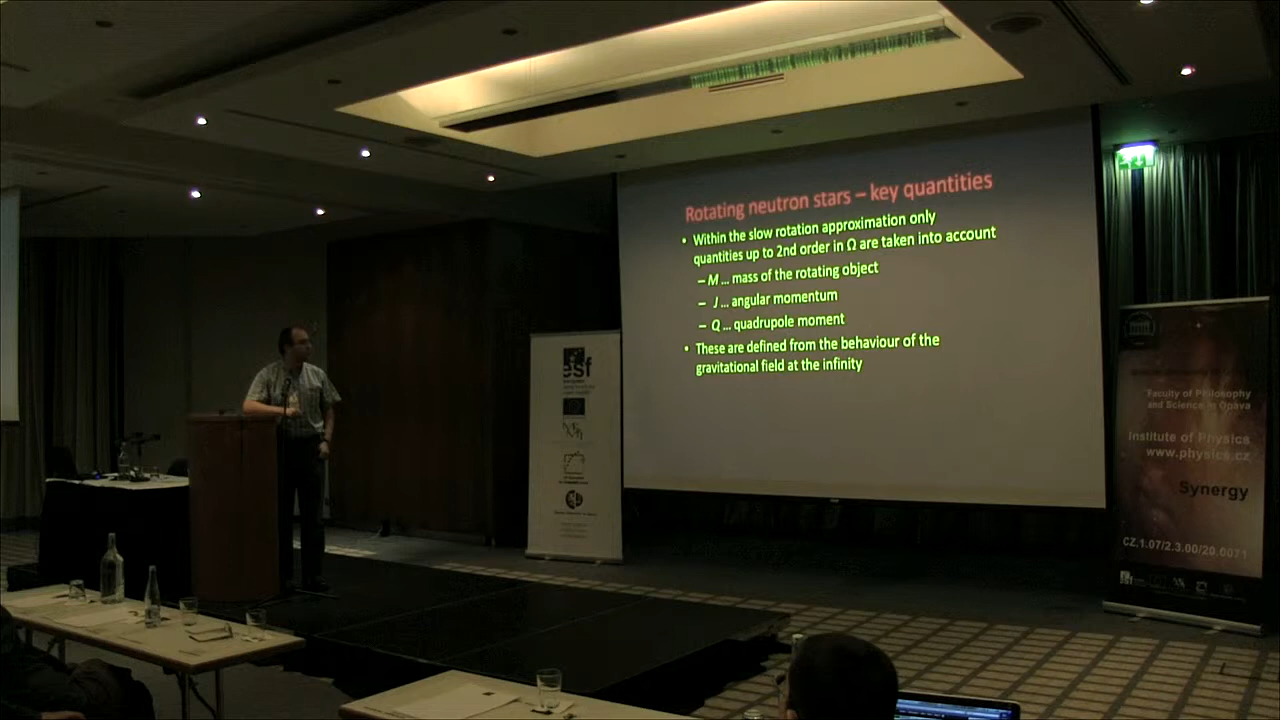 Rotating neutron stars – key quantities
• Within the slow rotation approximation only
quantities up to 2nd order in Ω are taken into account
– M ... mass of the rotating object
– J ... angular momentum
– Q ... quadrupole moment
• These are defined from the behaviour of the
gravitational field at the infinity
esf
Faculty of Philosophy
and Science in Opava
Institute of Physics
www.physics.cz
Synergy
CZ.1.07/2.3.00/20.0071